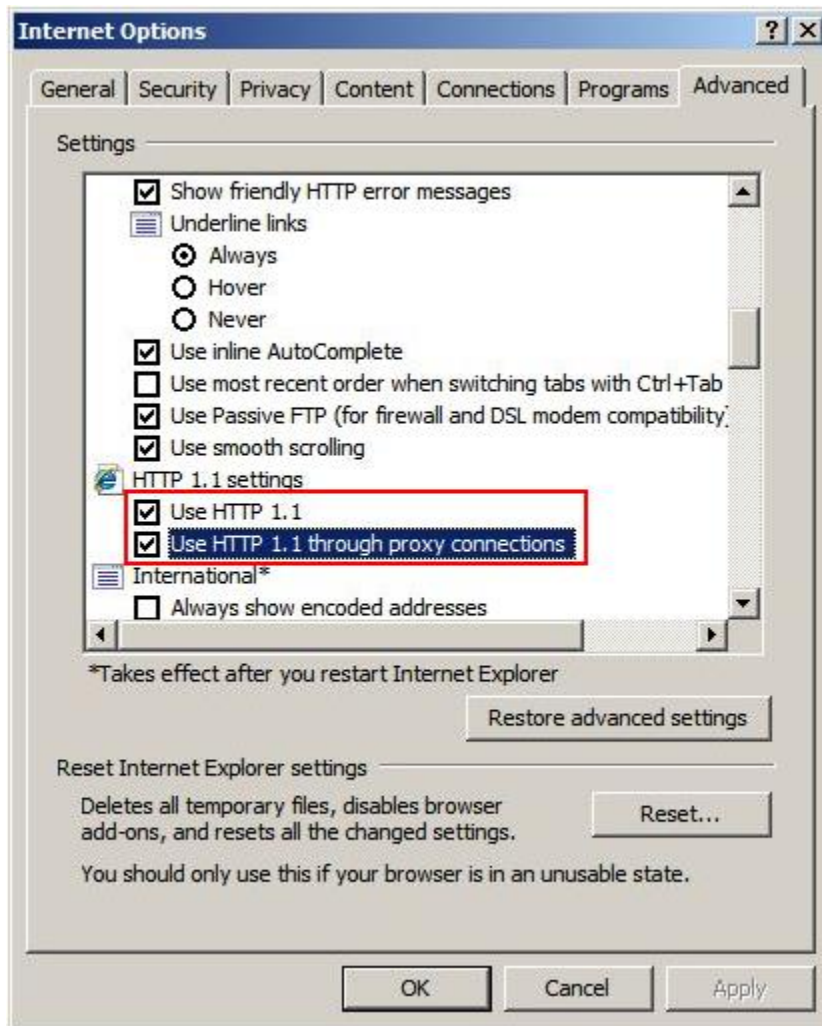 Internet Options
General Security Privacy Content Connections Programs Advanced
Settings
Show friendly HTTP error messages
Underline links
Always
Hover
Never
Use inline AutoComplete
Use most recent order when switching tabs with Ctrl+Tab
Use Passive FTP (for firewall and DSL modem compatibility)
Use smooth scrolling
HTTP 1.1 settings
Use HTTP 1.1
Use HTTP 1.1 through proxy connections
International*
Always show encoded addresses
*Takes effect after you restart Internet Explorer
Restore advanced settings
Reset Internet Explorer settings
Deletes all temporary files, disables browser
add-ons, and resets all the changed settings.
Reset...
You should only use this if your browser is in an unusable state.
OK Cancel Apply